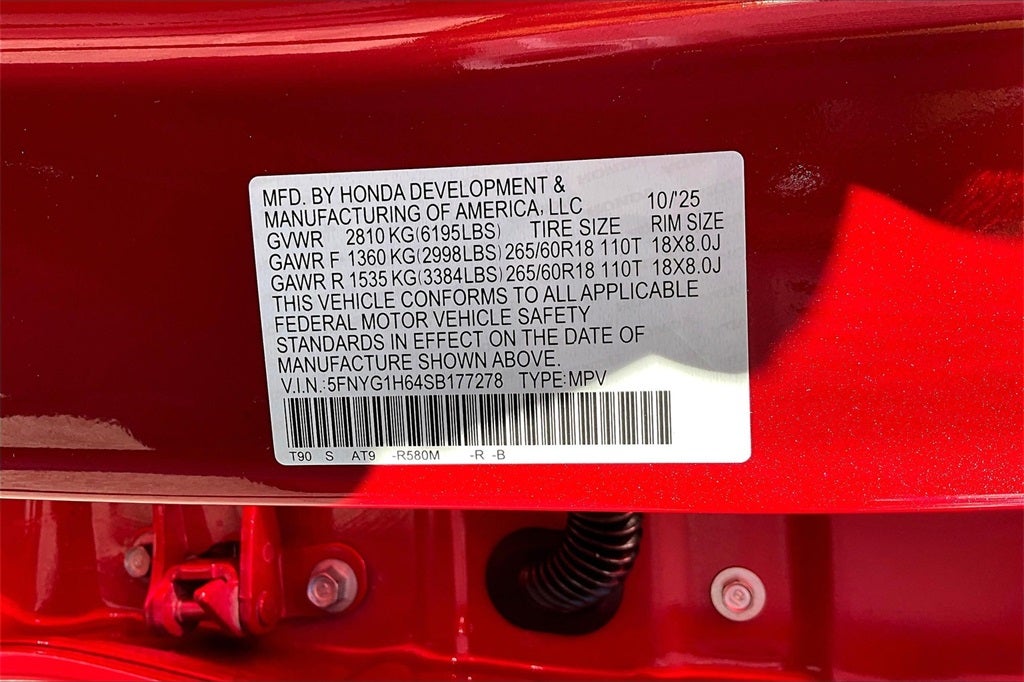 MFD. BY HONDA DEVELOPMENT &
MANUFACTURING OF AMERICA, LLC 10/'25
GVWR 2810 KG(6195LBS) TIRE SIZE RIM SIZE
GAWR F 1360 KG(2998LBS) 265/60R18 110T 18X8.0J
GAWR R 1535 KG(3384LBS) 265/60R18 110T 18X8.0J
THIS VEHICLE CONFORMS TO ALL APPLICABLE
FEDERAL MOTOR VEHICLE SAFETY
STANDARDS IN EFFECT ON THE DATE OF
MANUFACTURE SHOWN ABOVE.
V.I.N.:5FNYG1H64SB177278 TYPE:MPV
T90 S AT9 -R580M -R -B